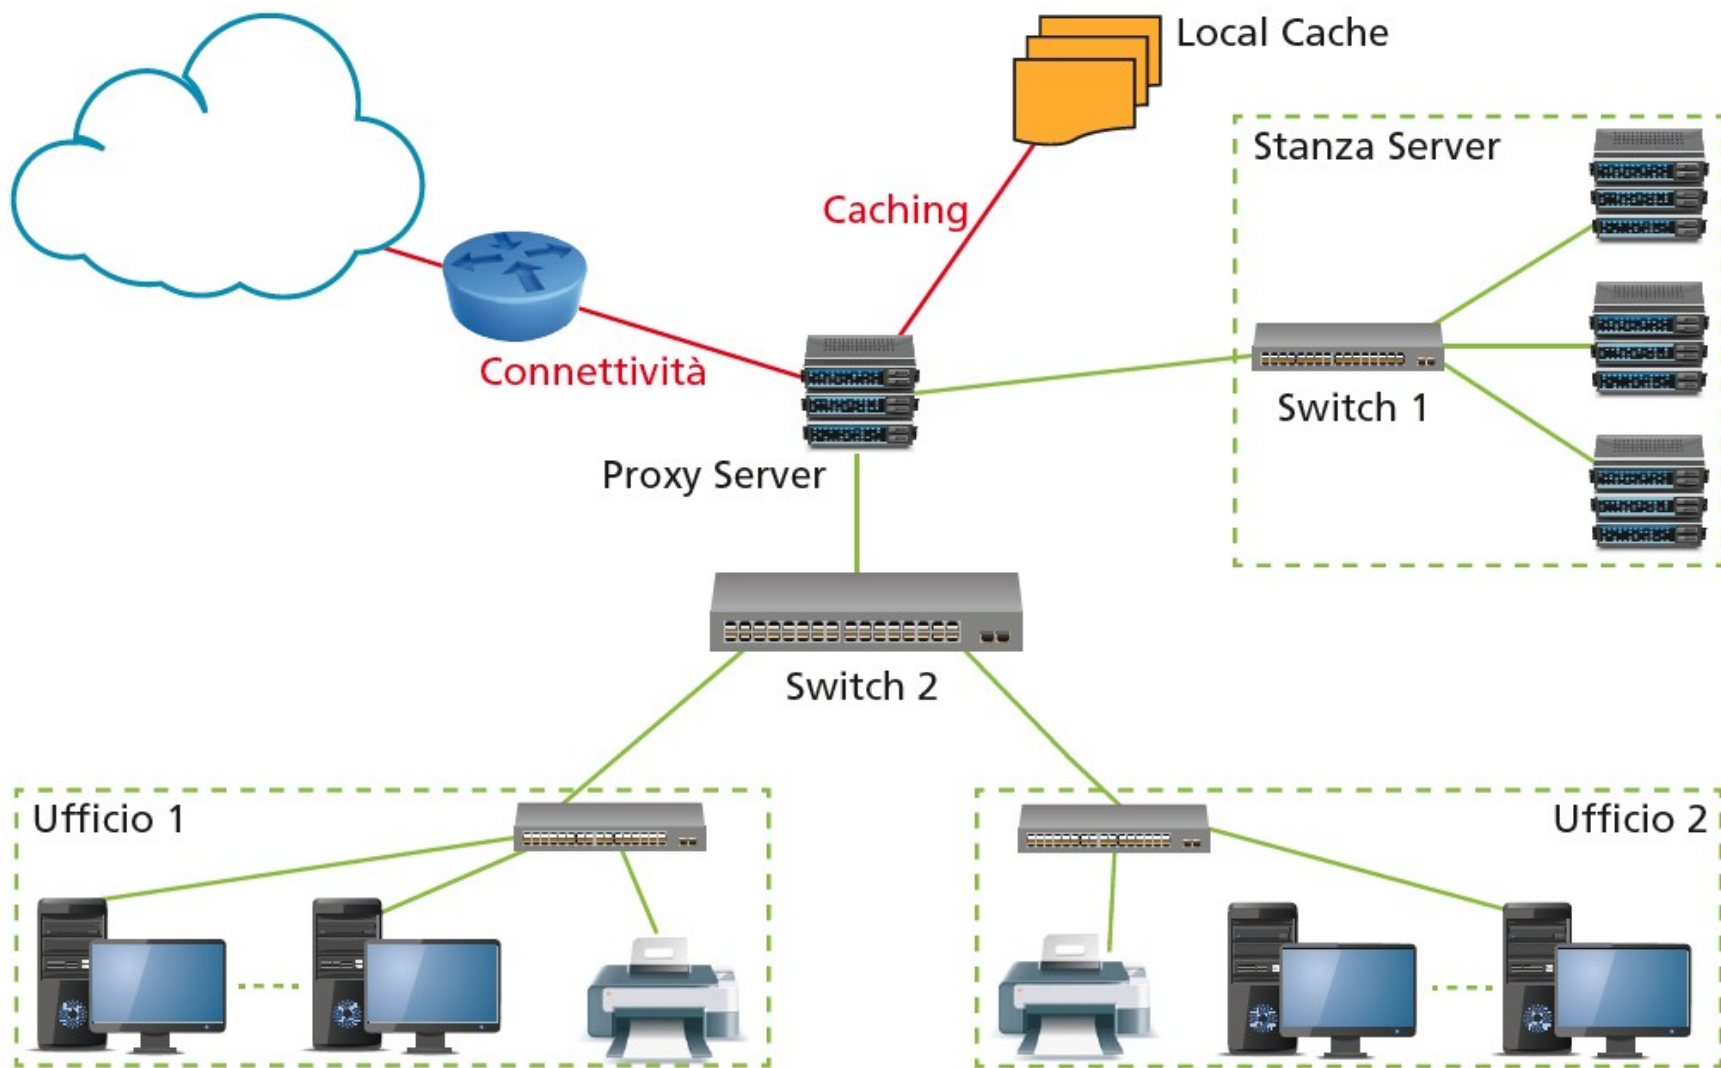 Local Cache
Stanza Server
Caching
Connettività
Switch 1
Proxy Server
Switch 2
Ufficio 1
Ufficio 2